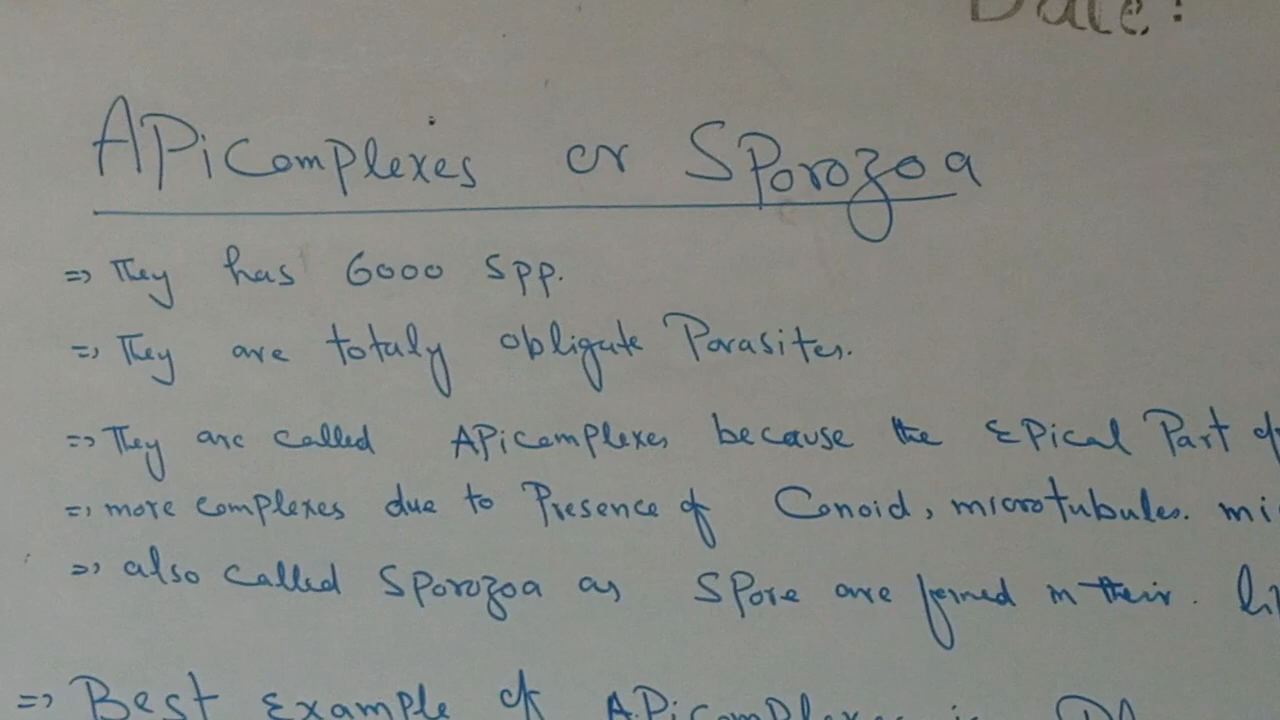 Date:
APicomplexes or SPorozoa
=> They has 6000 Spp.
=> They are totaly obligate Parasites.
=> They are called APicomplexes because the Epical Part of
=> more complexes due to Presence of Conoid, microtubules. mi
=> also called SPorozoa as SPore are formed in their. li
=> Best Example of APicomplexes is Pl